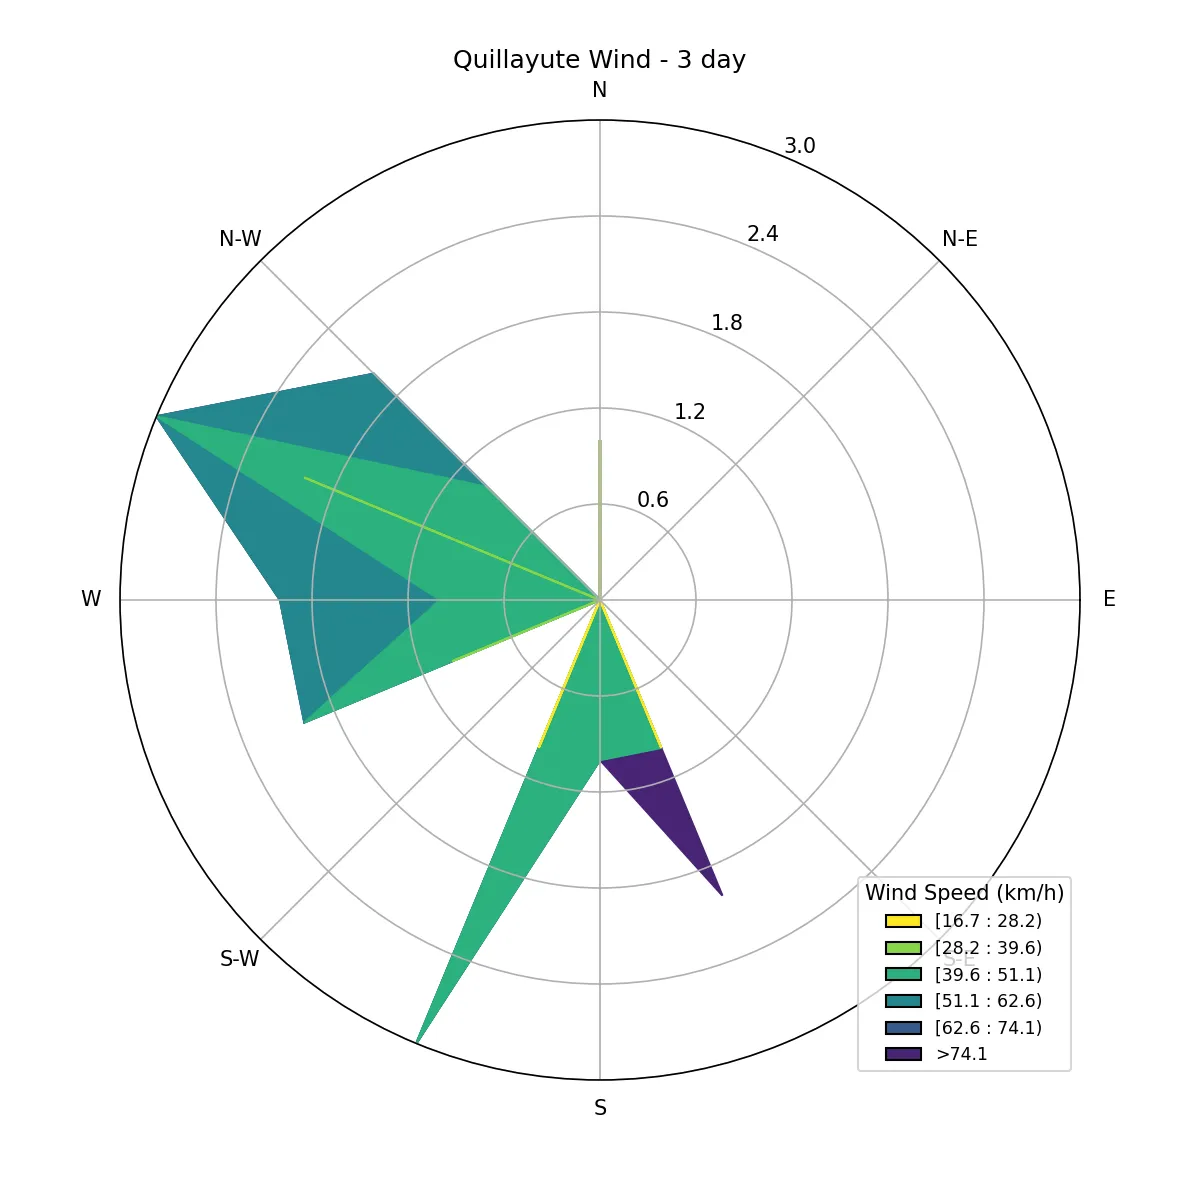 Quillayute Wind - 3 day
N
3.0
2.4
N-W
N-E
1.8
1.2
0.6
W
E
Wind Speed (km/h)
[16.7 : 28.2)
[28.2 : 39.6)
S-W
S-E
[39.6 : 51.1)
[51.1 : 62.6)
[62.6 : 74.1)
>74.1
S